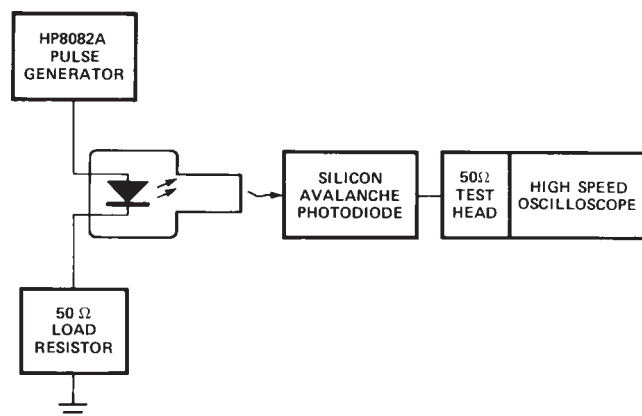 HP8082A
PULSE
GENERATOR
SILICON
AVALANCHE
PHOTODIODE
50Ω
TEST
HEAD
HIGH SPEED
OSCILLOSCOPE
50 Ω
LOAD
RESISTOR